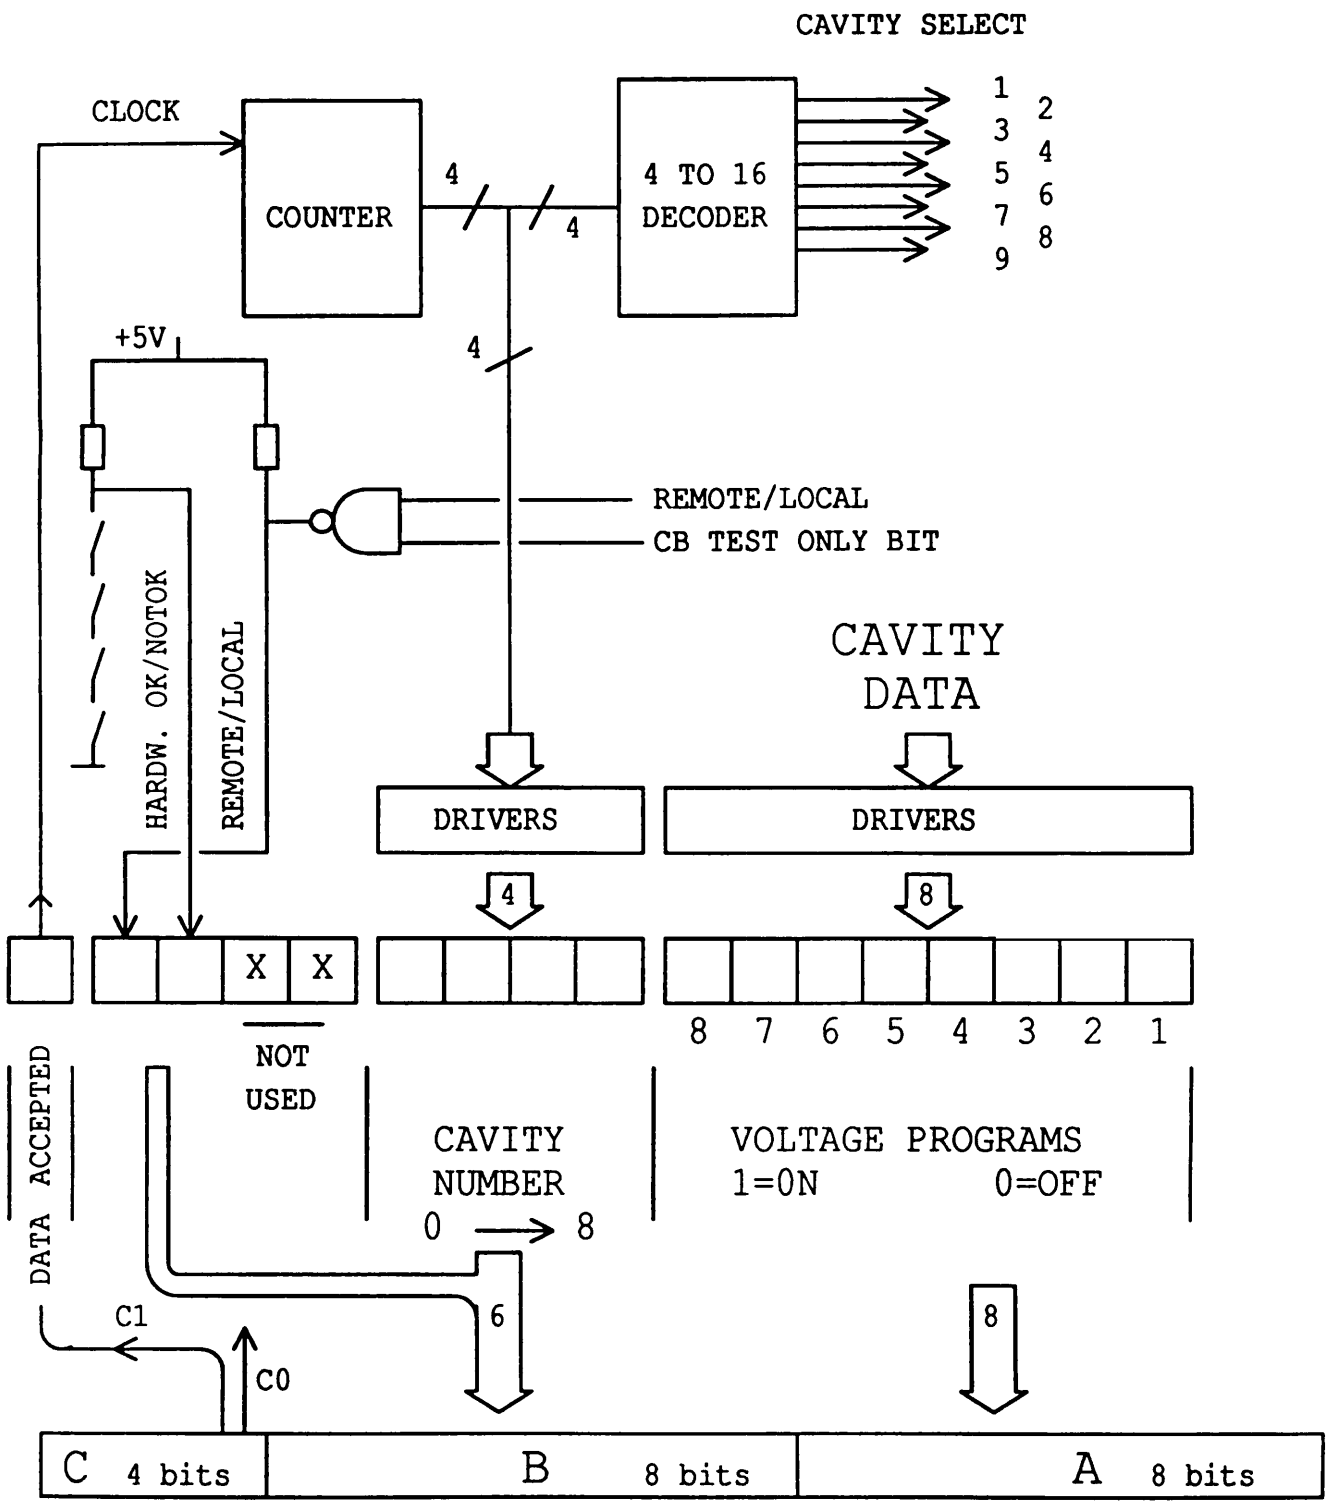 CAVITY SELECT
CLOCK
COUNTER
4
4
4 TO 16
DECODER
1
2
3
4
5
6
7
8
9
+5V
4
REMOTE/LOCAL
CB TEST ONLY BIT
HARDW. OK/NOTOK
REMOTE/LOCAL
CAVITY
DATA
DRIVERS
DRIVERS
4
8
X X
8 7 6 5 4 3 2 1
NOT
USED
DATA ACCEPTED
CAVITY
NUMBER
0 8
VOLTAGE PROGRAMS
1=0N 0=OFF
6
8
C1
C0
C 4 bits
B 8 bits
A 8 bits